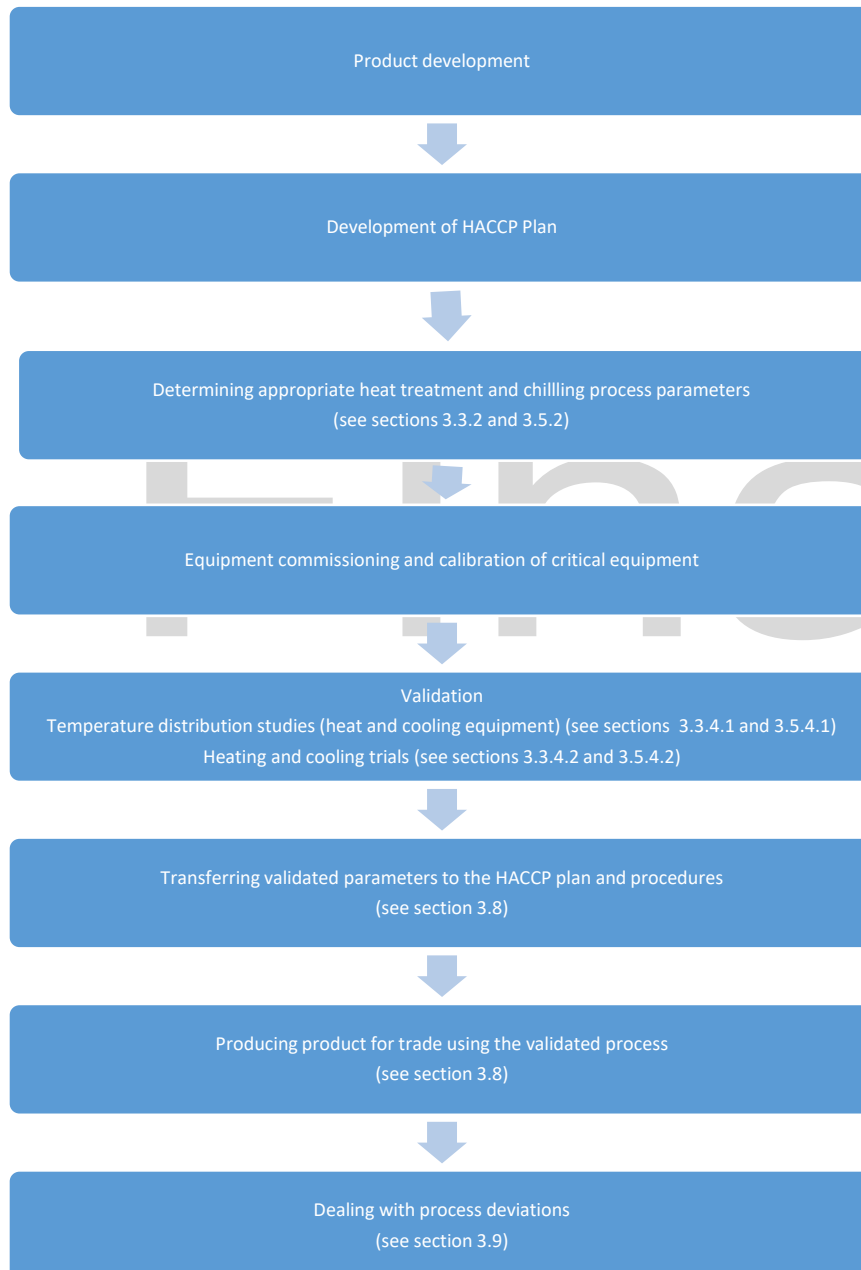 Product development
Development of HACCP Plan
Determining appropriate heat treatment and chillling process parameters
(see sections 3.3.2 and 3.5.2)
Equipment commissioning and calibration of critical equipment
Validation
Temperature distribution studies (heat and cooling equipment) (see sections 3.3.4.1 and 3.5.4.1)
Heating and cooling trials (see sections 3.3.4.2 and 3.5.4.2)
Transferring validated parameters to the HACCP plan and procedures
(see section 3.8)
Producing product for trade using the validated process
(see section 3.8)
Dealing with process deviations
(see section 3.9)